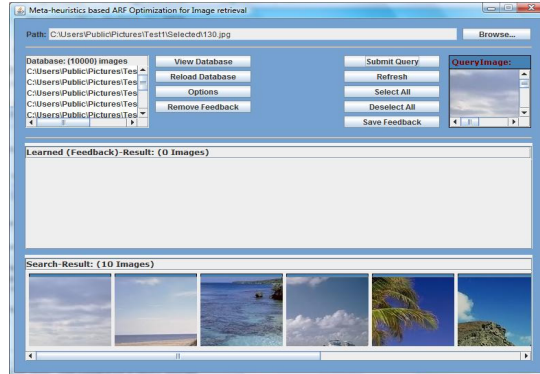 Meta-heuristics based ARF Optimization for Image retrieval
Path: C:\Users\Public\Pictures\Test1\Selected\130.jpg Browse...
Database: (10000) images
C:\Users\Public\Pictures\Tes
C:\Users\Public\Pictures\Tes
C:\Users\Public\Pictures\Tes
C:\Users\Public\Pictures\Tes
C:\Users\Public\Pictures\Tes
View Database
Reload Database
Options
Remove Feedback
Submit Query
Refresh
Select All
Deselect All
Save Feedback
QueryImage:
Learned (Feedback)-Result: (0 Images)
Search-Result: (10 Images)